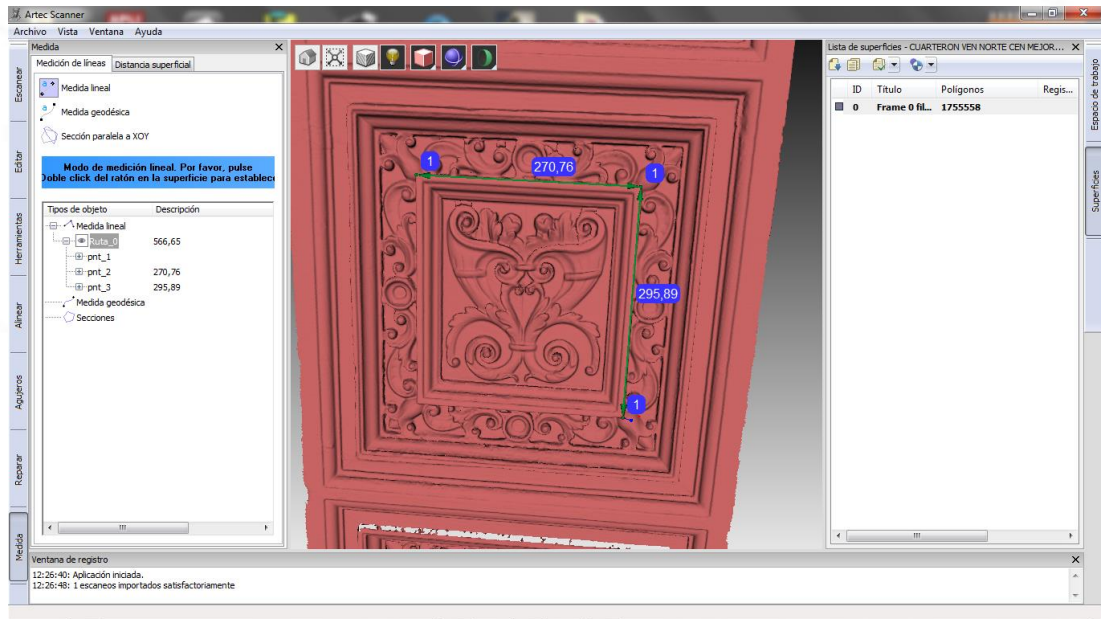 Artec Scanner
Archivo Vista Ventana Ayuda
Medida
Medición de líneas Distancia superficial
Medida lineal
Medida geodésica
Sección paralela a XOY
Modo de medición lineal. Por favor, pulse
Doble click del ratón en la superficie para establece
Tipos de objeto Descripción
Medida lineal
Ruta_0 566,65
pnt_1
pnt_2 270,76
pnt_3 295,89
Medida geodésica
Secciones
Escanear
Editar
Herramientas
Alinear
Agujeros
Reparar
Medida
1
270,76
1
295,89
1
Lista de superficies - CUARTERON VEN NORTE CEN MEJOR...
ID Título Polígonos Regis...
0 Frame 0 fil... 1755558
Espacio de trabajo
Superficies
Ventana de registro
12:26:40: Aplicación iniciada.
12:26:48: 1 escaneos importados satisfactoriamente